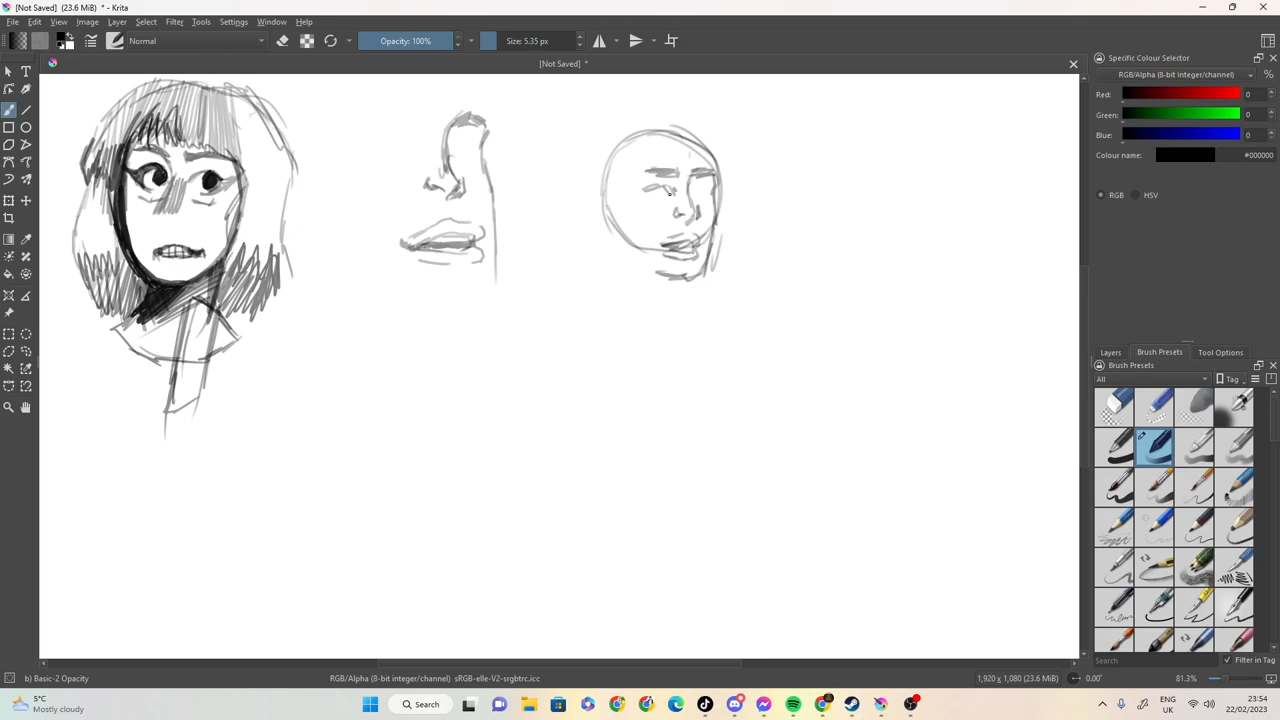 [Not Saved] (23.6 MiB) * - Krita
File Edit View Image Layer Select Filter Tools Settings Window Help
Normal Opacity: 100% Size: 5.35 px
[Not Saved] *
Specific Colour Selector
RGB/Alpha (8-bit integer/channel) %
Red: 0
Green: 0
Blue: 0
Colour name: #000000
RGB HSV
Layers Brush Presets Tool Options
Brush Presets
All Tag
Search Filter in Tag
b) Basic-2 Opacity RGB/Alpha (8-bit integer/channel) sRGB-elle-V2-srgbtrc.icc 1,920 x 1,080 (23.6 MiB) 0.00° 81.3%
5°C
Mostly cloudy
Search
ENG
UK
23:54
22/02/2023